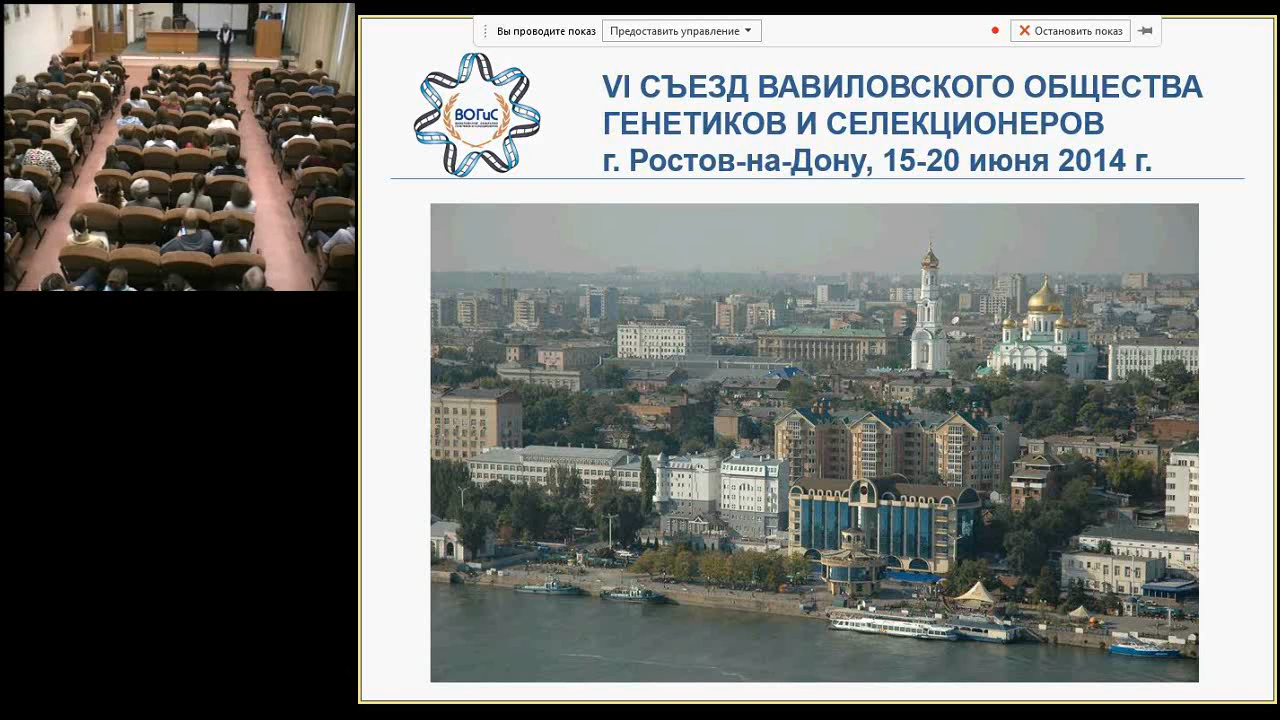 Вы проводите показ
Предоставить управление
Остановить показ
VI СЪЕЗД ВАВИЛОВСКОГО ОБЩЕСТВА
ГЕНЕТИКОВ И СЕЛЕКЦИОНЕРОВ
г. Ростов-на-Дону, 15-20 июня 2014 г.
ВОГиС